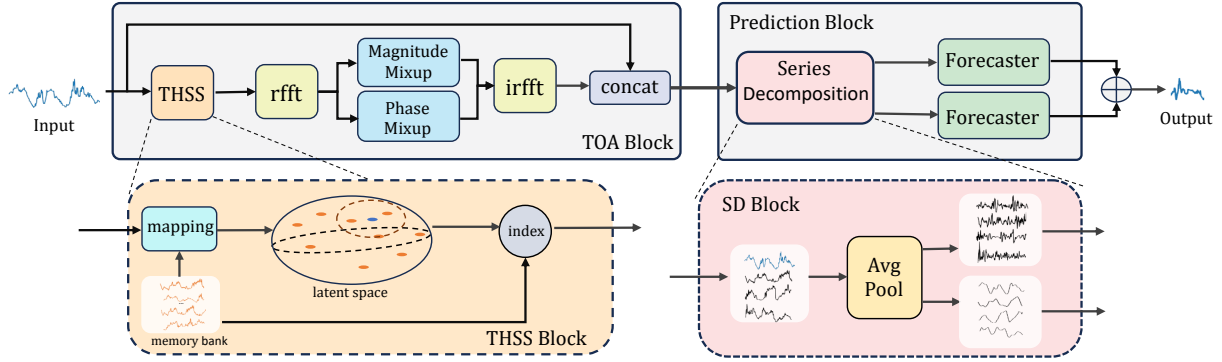 Input
THSS
rfft
Magnitude
Mixup
Phase
Mixup
irfft
concat
TOA Block
Prediction Block
Series
Decomposition
Forecaster
Forecaster
Output
mapping
memory bank
latent space
index
THSS Block
SD Block
Avg
Pool